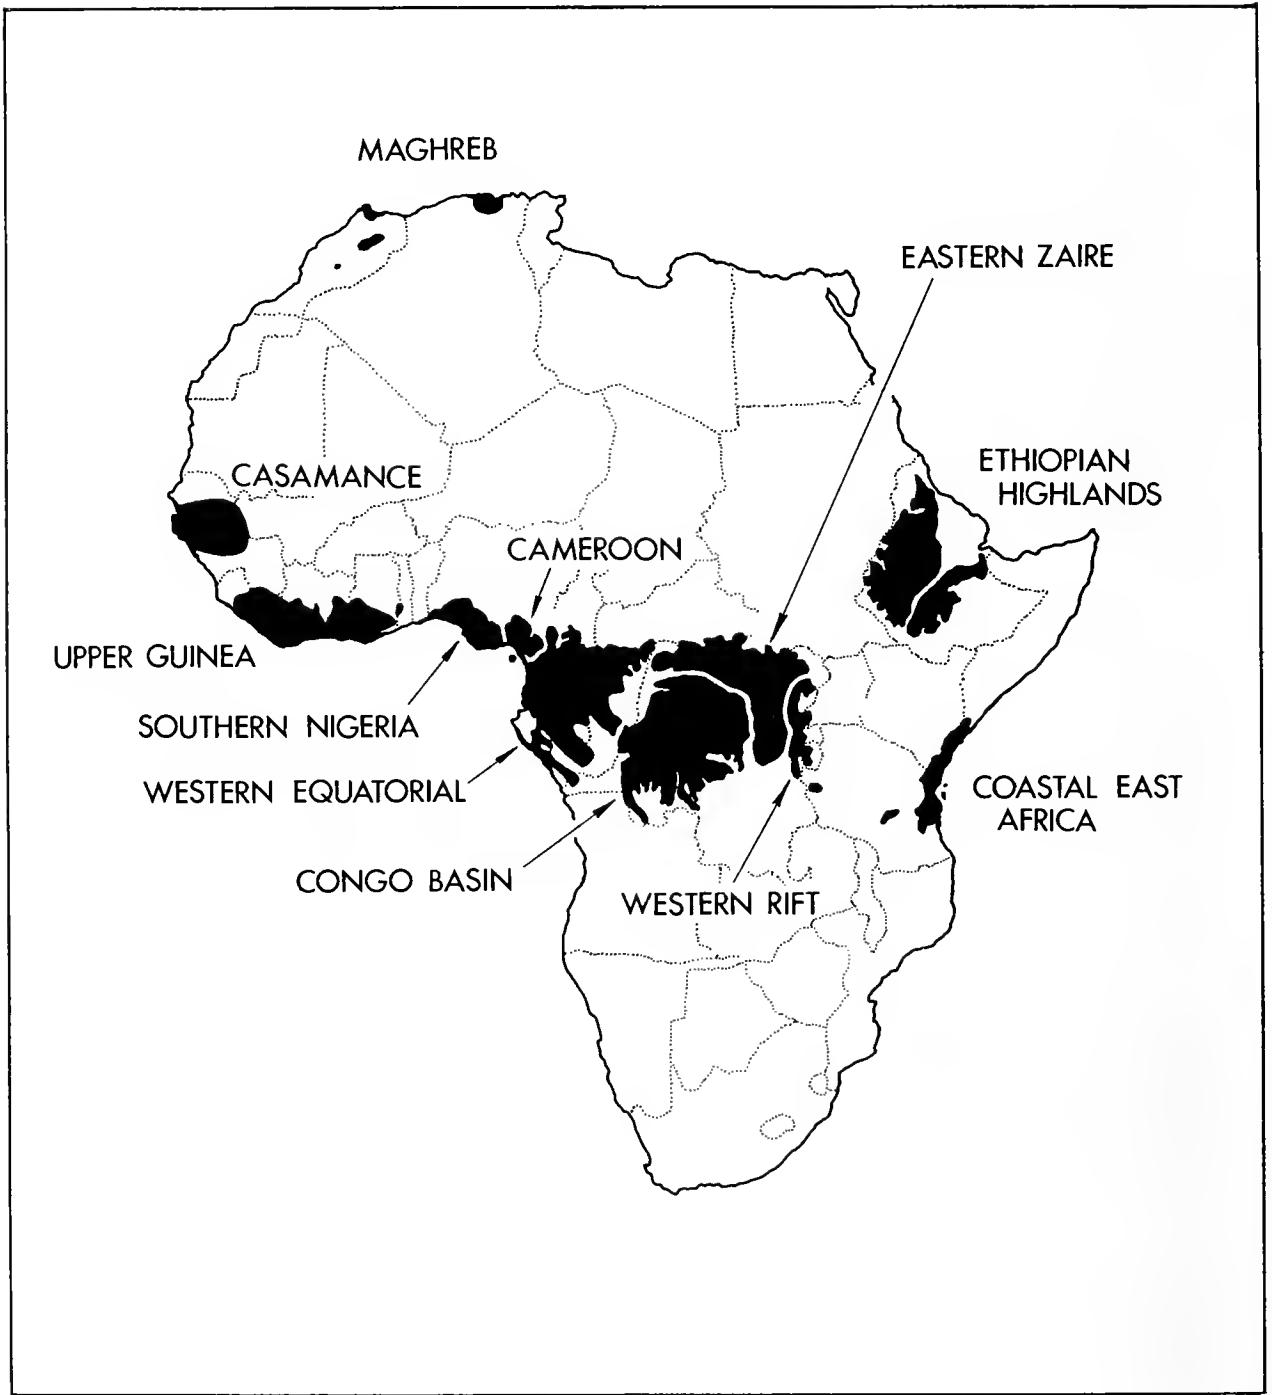 MAGHREB
EASTERN ZAIRE
ETHIOPIAN
HIGHLANDS
CASAMANCE
CAMEROON
UPPER GUINEA
SOUTHERN NIGERIA
WESTERN EQUATORIAL
COASTAL EAST
AFRICA
CONGO BASIN
WESTERN RIFT